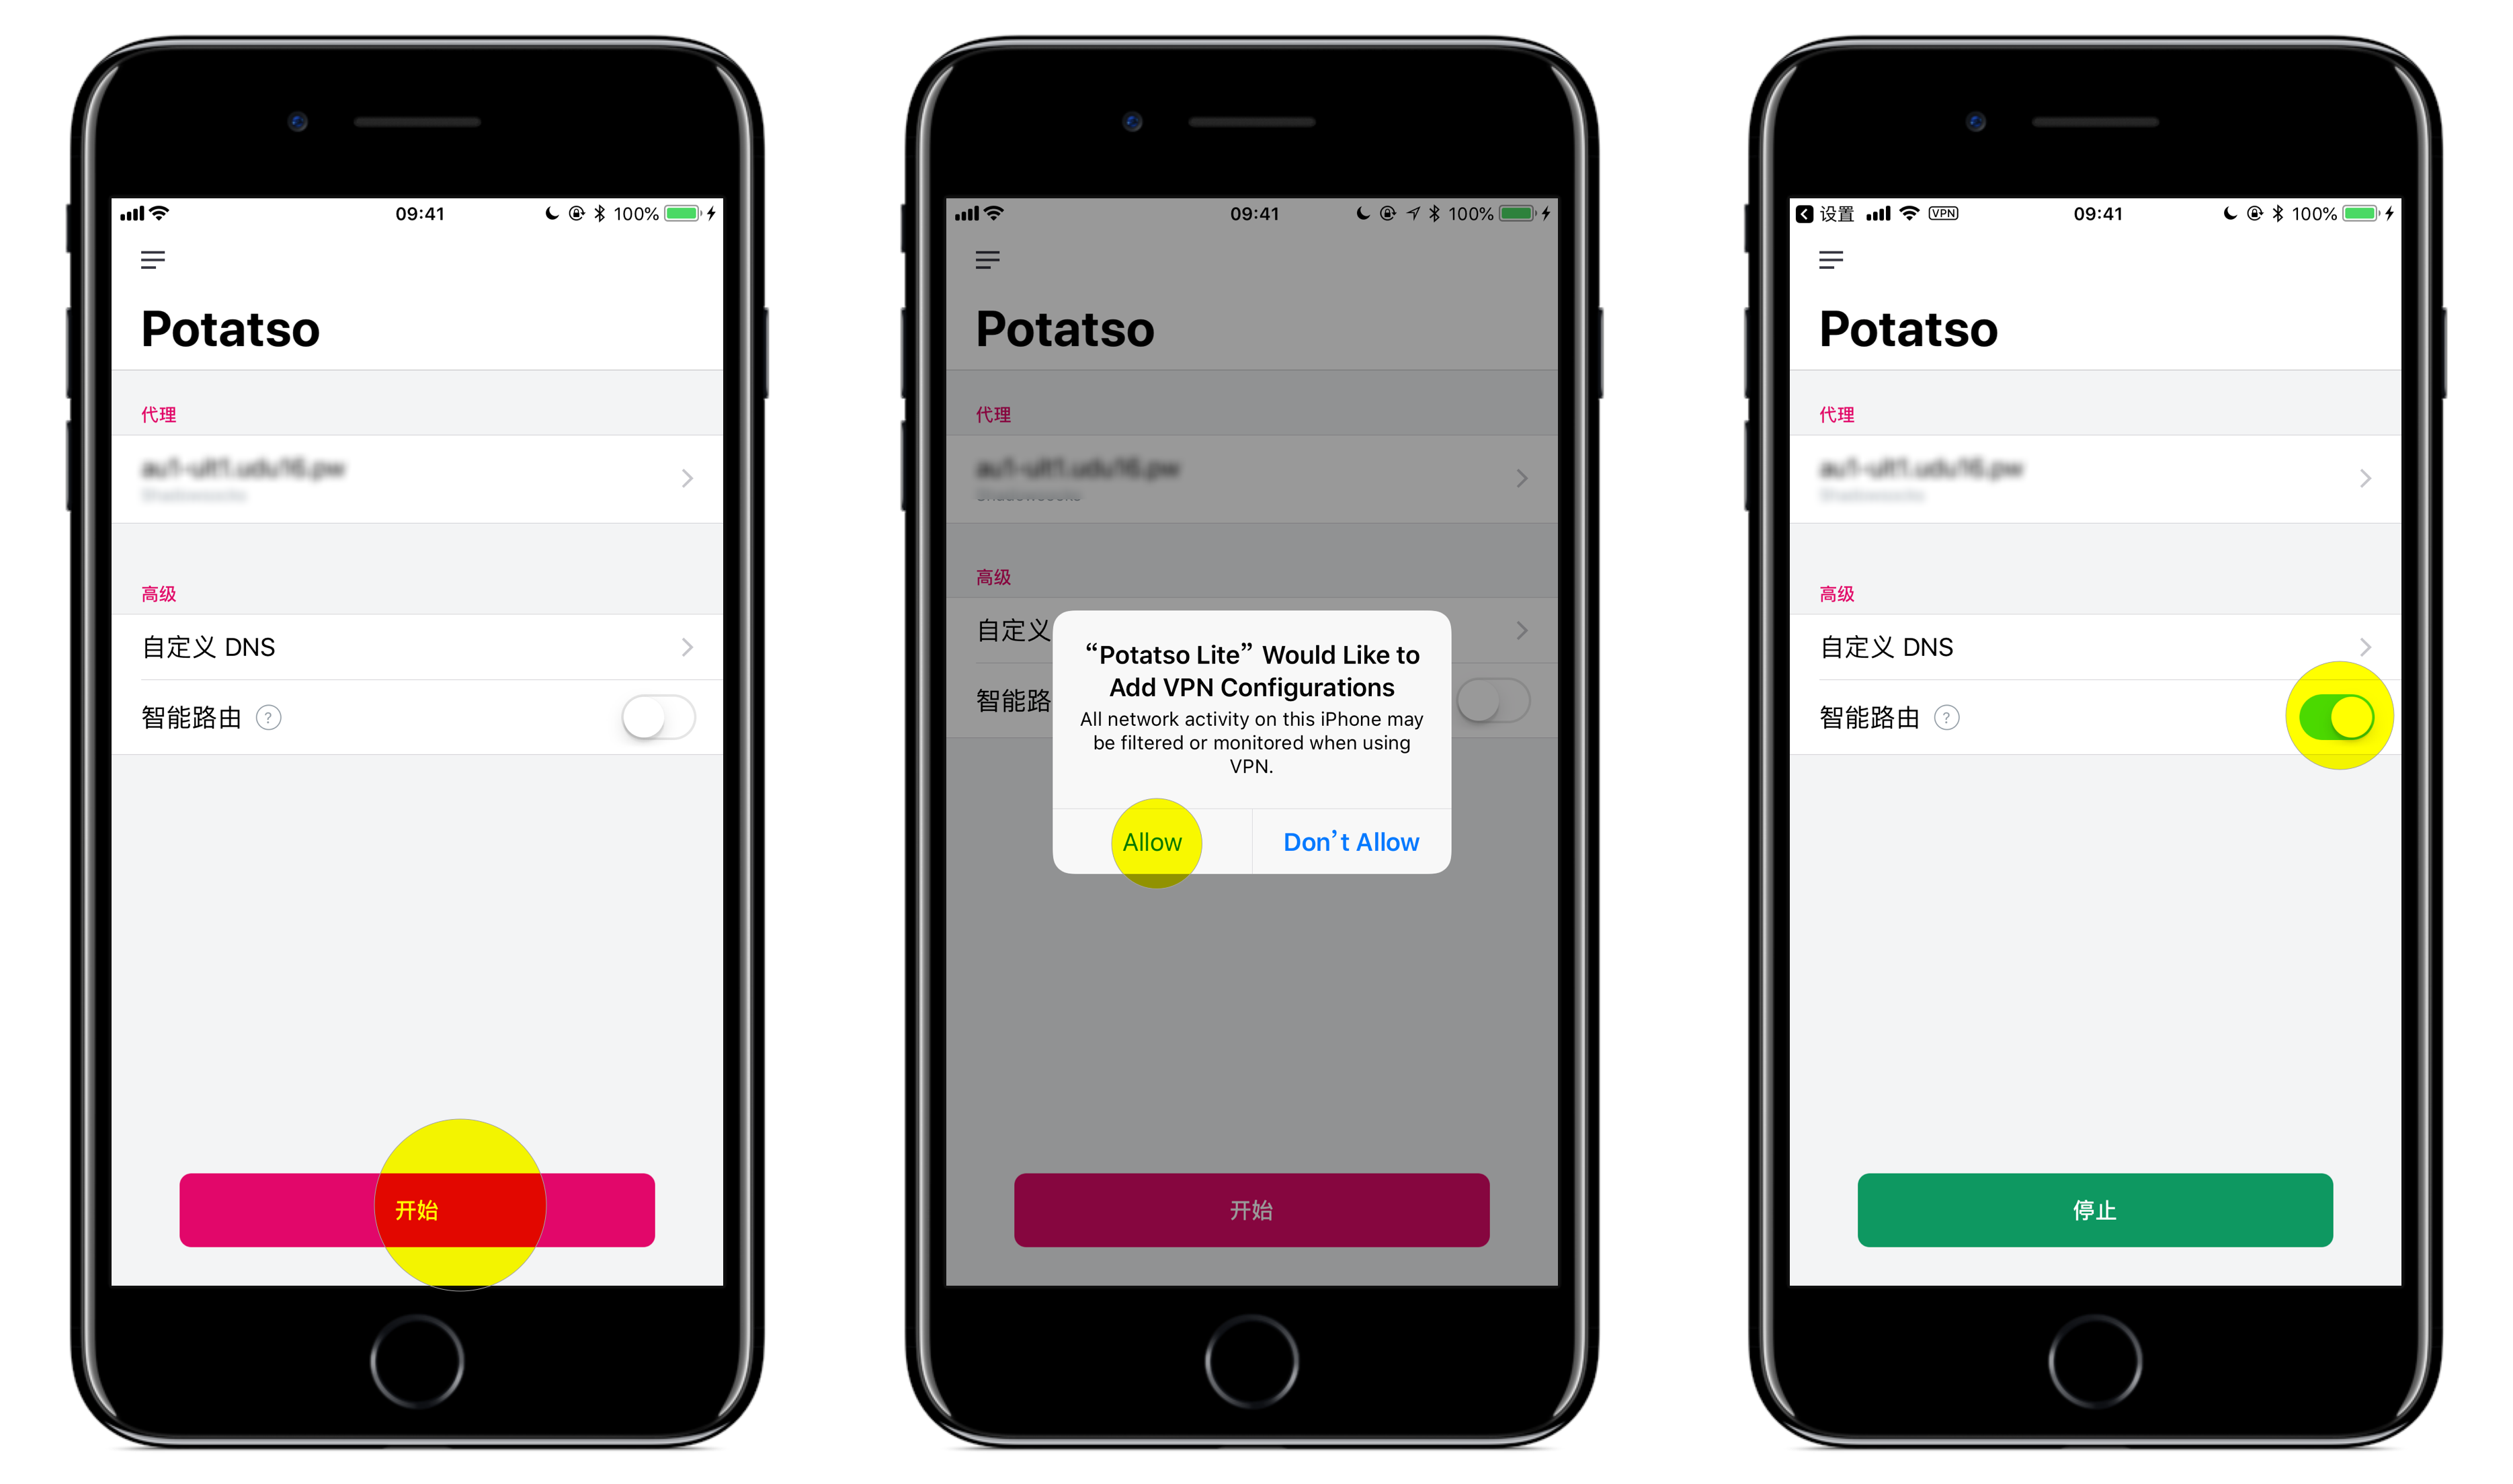 09:41
100%
Potatso
代理
高级
自定义 DNS
智能路由 ?
开始
09:41
100%
Potatso
代理
高级
自定义
智能路
“Potatso Lite” Would Like to
Add VPN Configurations
All network activity on this iPhone may
be filtered or monitored when using
VPN.
Allow
Don’t Allow
开始
设置
VPN
09:41
100%
Potatso
代理
高级
自定义 DNS
智能路由 ?
停止